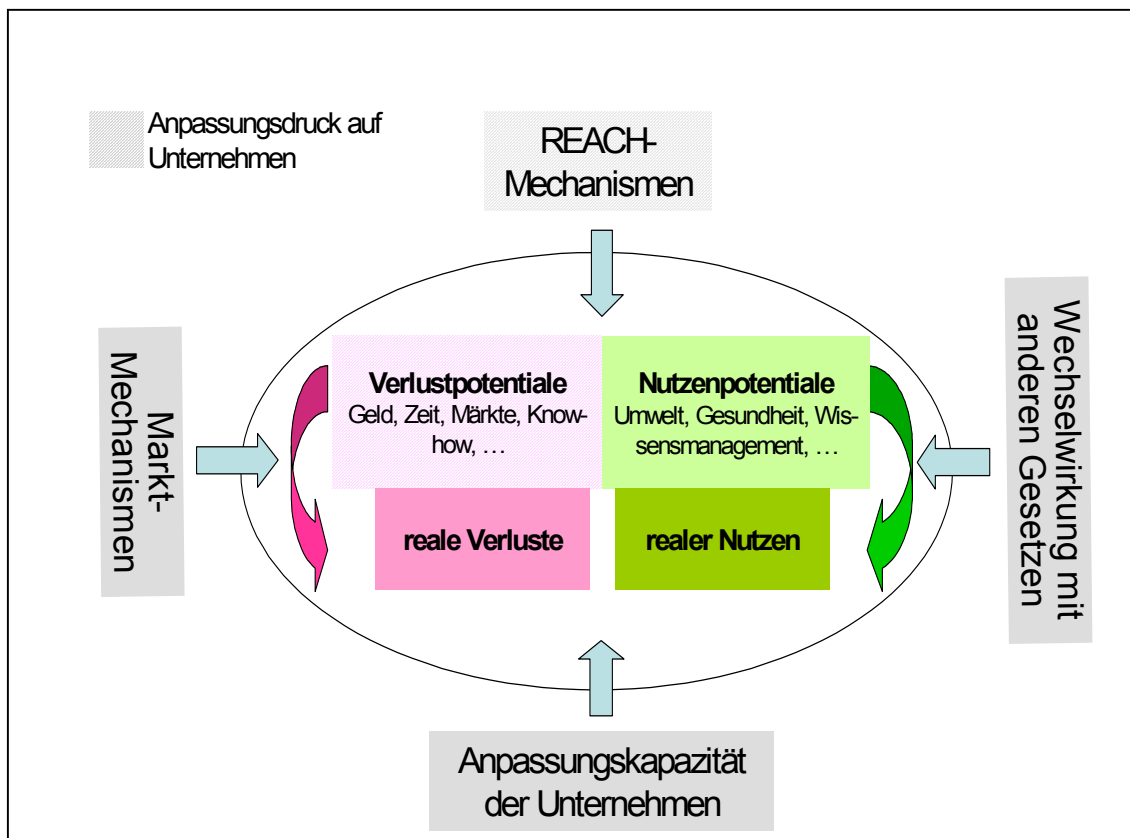 Anpassungsdruck auf
Unternehmen
REACH-
Mechanismen
Markt-
Mechanismen
Verlustpotentiale
Geld, Zeit, Märkte, Know-
how, …
Nutzenpotentiale
Umwelt, Gesundheit, Wis-
sensmanagement, …
reale Verluste
realer Nutzen
Wechselwirkung mit
anderen Gesetzen
Anpassungskapazität
der Unternehmen